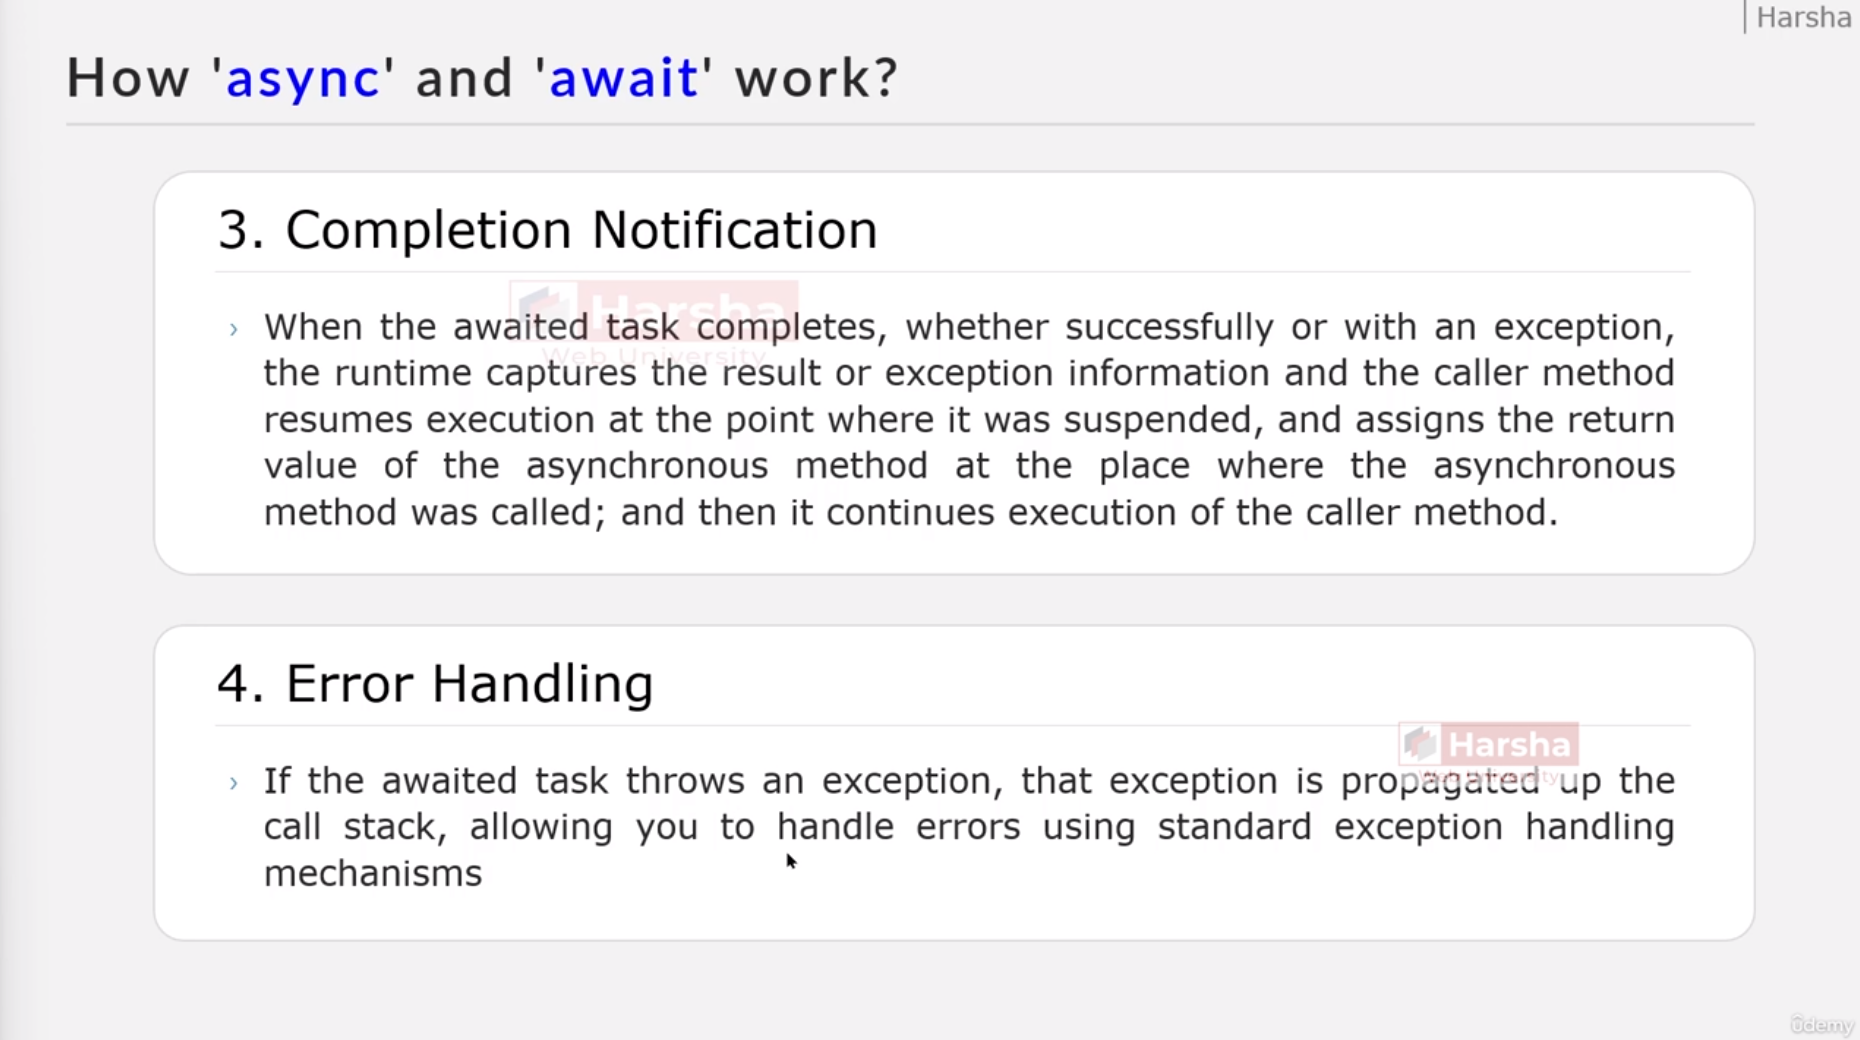 Harsha
How 'async' and 'await' work?
3. Completion Notification
Harsha
Web University
› When the awaited task completes, whether successfully or with an exception,
the runtime captures the result or exception information and the caller method
resumes execution at the point where it was suspended, and assigns the return
value of the asynchronous method at the place where the asynchronous
method was called; and then it continues execution of the caller method.
4. Error Handling
Harsha
Web University
› If the awaited task throws an exception, that exception is propagated up the
call stack, allowing you to handle errors using standard exception handling
mechanisms
ûdemy